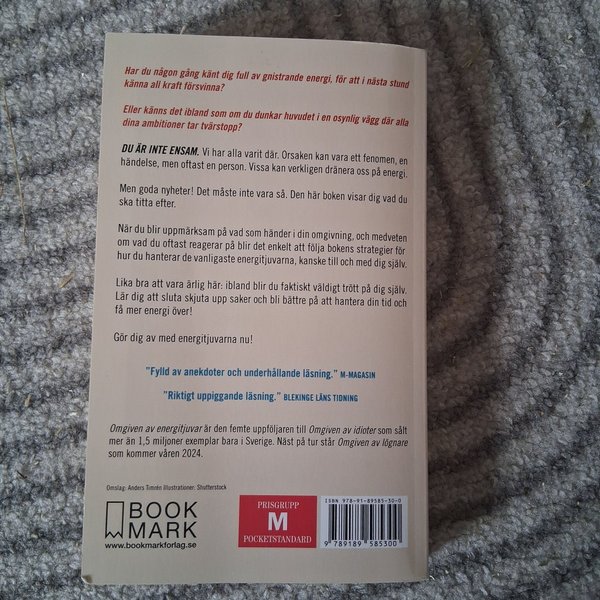 Har du någon gång känt dig full av gnistrande energi, för att i nästa stund
känna all kraft försvinna?
Eller känns det ibland som om du dunkar huvudet i en osynlig vägg där alla
dina ambitioner tar tvärstopp?
DU ÄR INTE ENSAM. Vi har alla varit där. Orsaken kan vara ett fenomen, en
händelse, men oftast en person. Vissa kan verkligen dränera oss på energi.
Men goda nyheter! Det måste inte vara så. Den här boken visar dig vad du
ska titta efter.
När du blir uppmärksam på vad som händer i din omgivning, och medveten
om vad du oftast reagerar på blir det enkelt att följa bokens strategier för
hur du hanterar de vanligaste energitjuvarna, kanske till och med dig själv.
Lika bra att vara ärlig här: ibland blir du faktiskt väldigt trött på dig själv.
Lär dig att sluta skjuta upp saker och bli bättre på att hantera din tid och
få mer energi över!
Gör dig av med energitjuvarna nu!
"Fylld av anekdoter och underhållande läsning." M-MAGASIN
"Riktigt uppiggande läsning." BLEKINGE LÄNS TIDNING
Omgiven av energitjuvar är den femte uppföljaren till Omgiven av idioter som sålt
mer än 1,5 miljoner exemplar bara i Sverige. Näst på tur står Omgiven av lögnare
som kommer våren 2024.
Omslag: Anders Timrén Illustrationer: Shutterstock
BOOK
MARK
www.bookmarkforlag.se
PRISGRUPP
M
POCKETSTANDARD
ISBN 978-91-89585-30-0
9 789189 585300